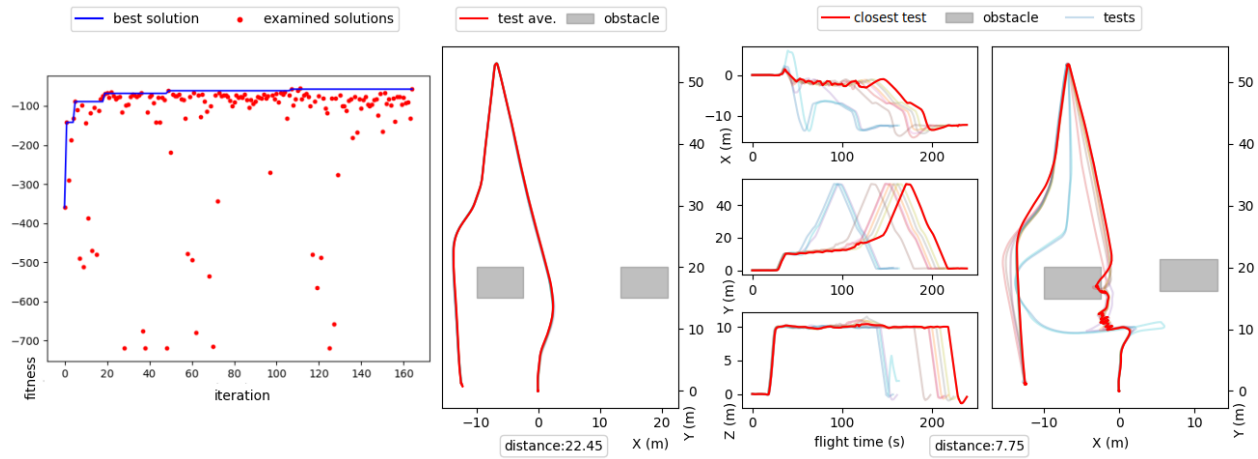 best solution
examined solutions
−100
−200
−300
−400
−500
−600
−700
0
20
40
60
80
100
120
140
160
fitness
iteration
test ave.
obstacle
50
40
30
20
10
0
−10
0
10
20
X (m)
Y (m)
distance:22.45
closest test
obstacle
tests
0
−10
X (m)
0
100
200
40
20
0
Y (m)
0
100
200
10
5
0
Z (m)
0
100
200
flight time (s)
50
40
30
20
10
0
−10
0
10
X (m)
Y (m)
distance:7.75